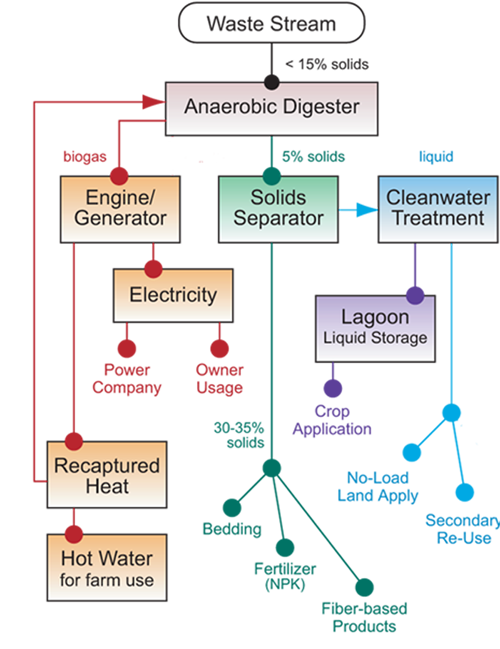 Waste Stream
< 15% solids
Anaerobic Digester
biogas
5% solids
liquid
Engine/
Generator
Solids
Separator
Cleanwater
Treatment
Electricity
Lagoon
Liquid Storage
Power
Company
Owner
Usage
Crop
Application
30-35%
solids
Recaptured
Heat
No-Load
Land Apply
Bedding
Secondary
Re-Use
Hot Water
for farm use
Fertilizer
(NPK)
Fiber-based
Products